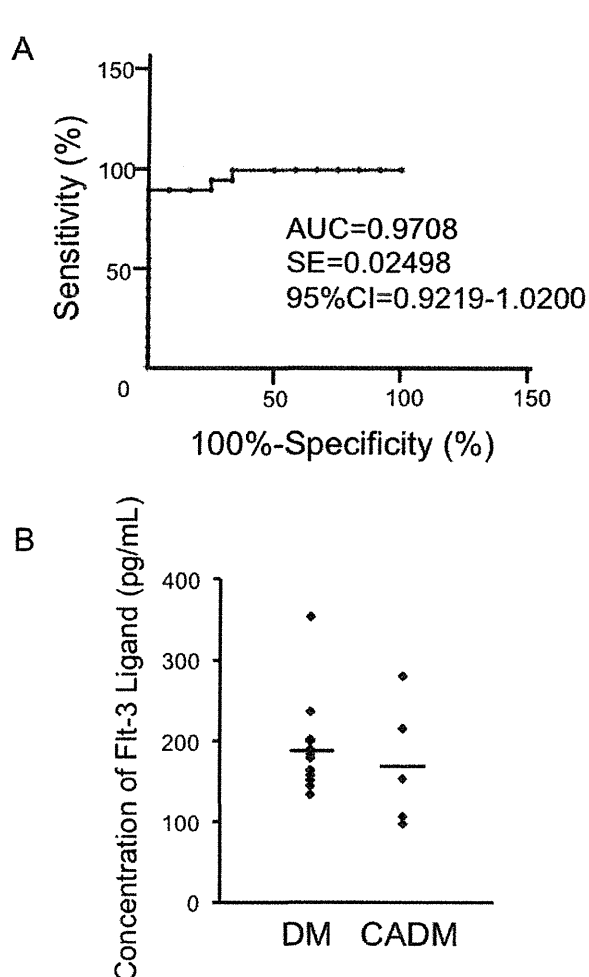 A
150
100
50
0
Sensitivity (%)
AUC=0.9708
SE=0.02498
95%CI=0.9219-1.0200
50
100
150
100%-Specificity (%)
B
Concentration of Flt-3 Ligand (pg/mL)
400
300
200
100
0
DM
CADM